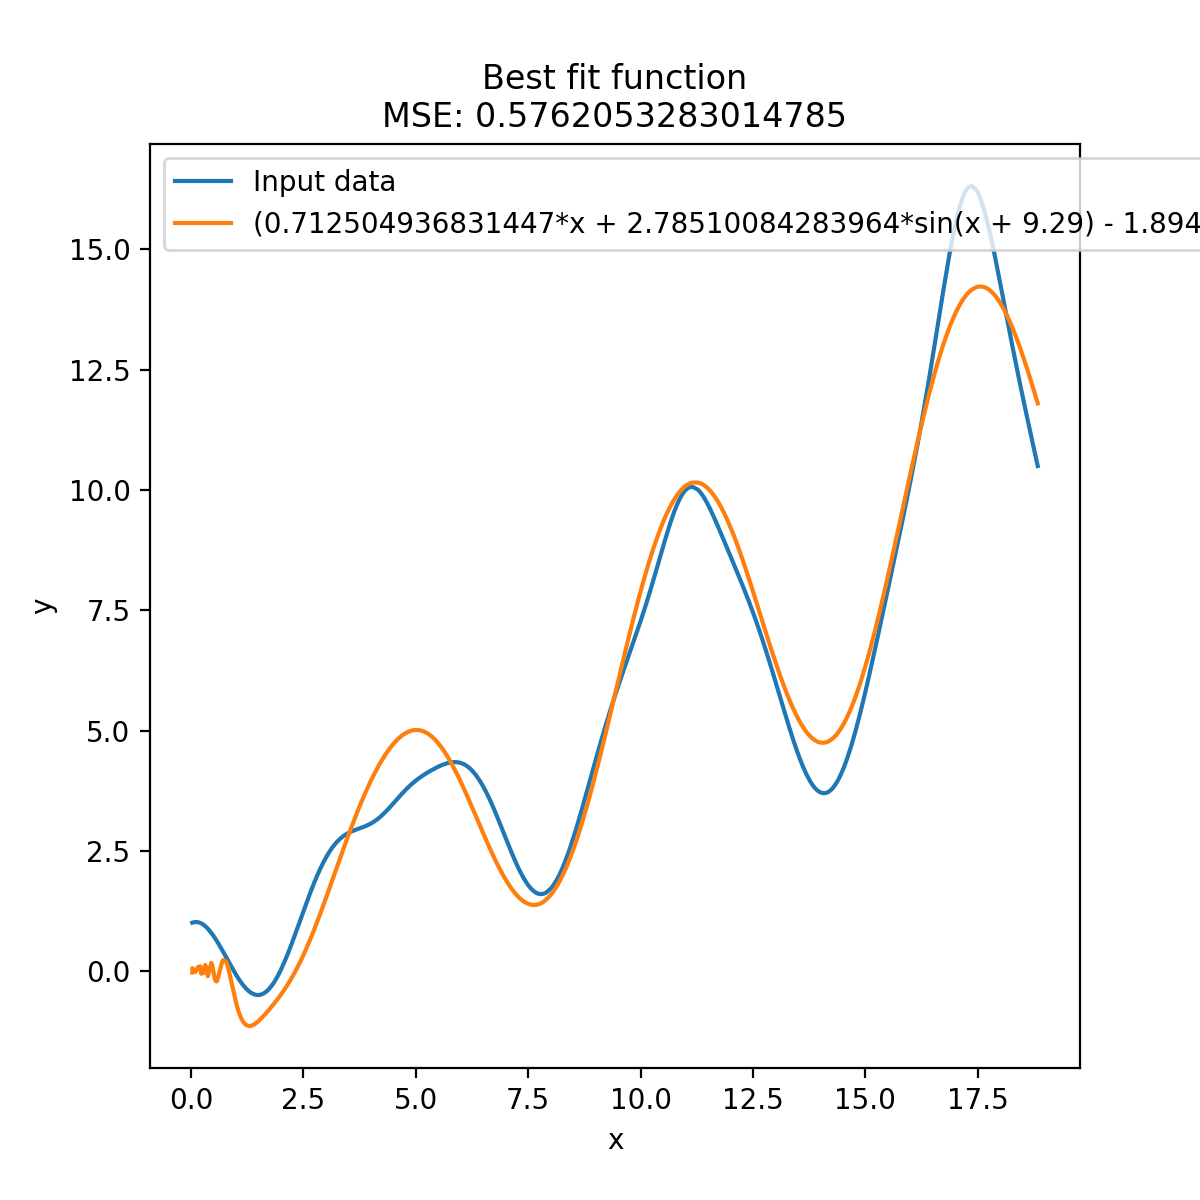 Best fit function
MSE: 0.5762053283014785
Input data
(0.712504936831447*x + 2.78510084283964*sin(x + 9.29) - 1.894
15.0
12.5
10.0
7.5
5.0
2.5
0.0
y
0.0 2.5 5.0 7.5 10.0 12.5 15.0 17.5
x